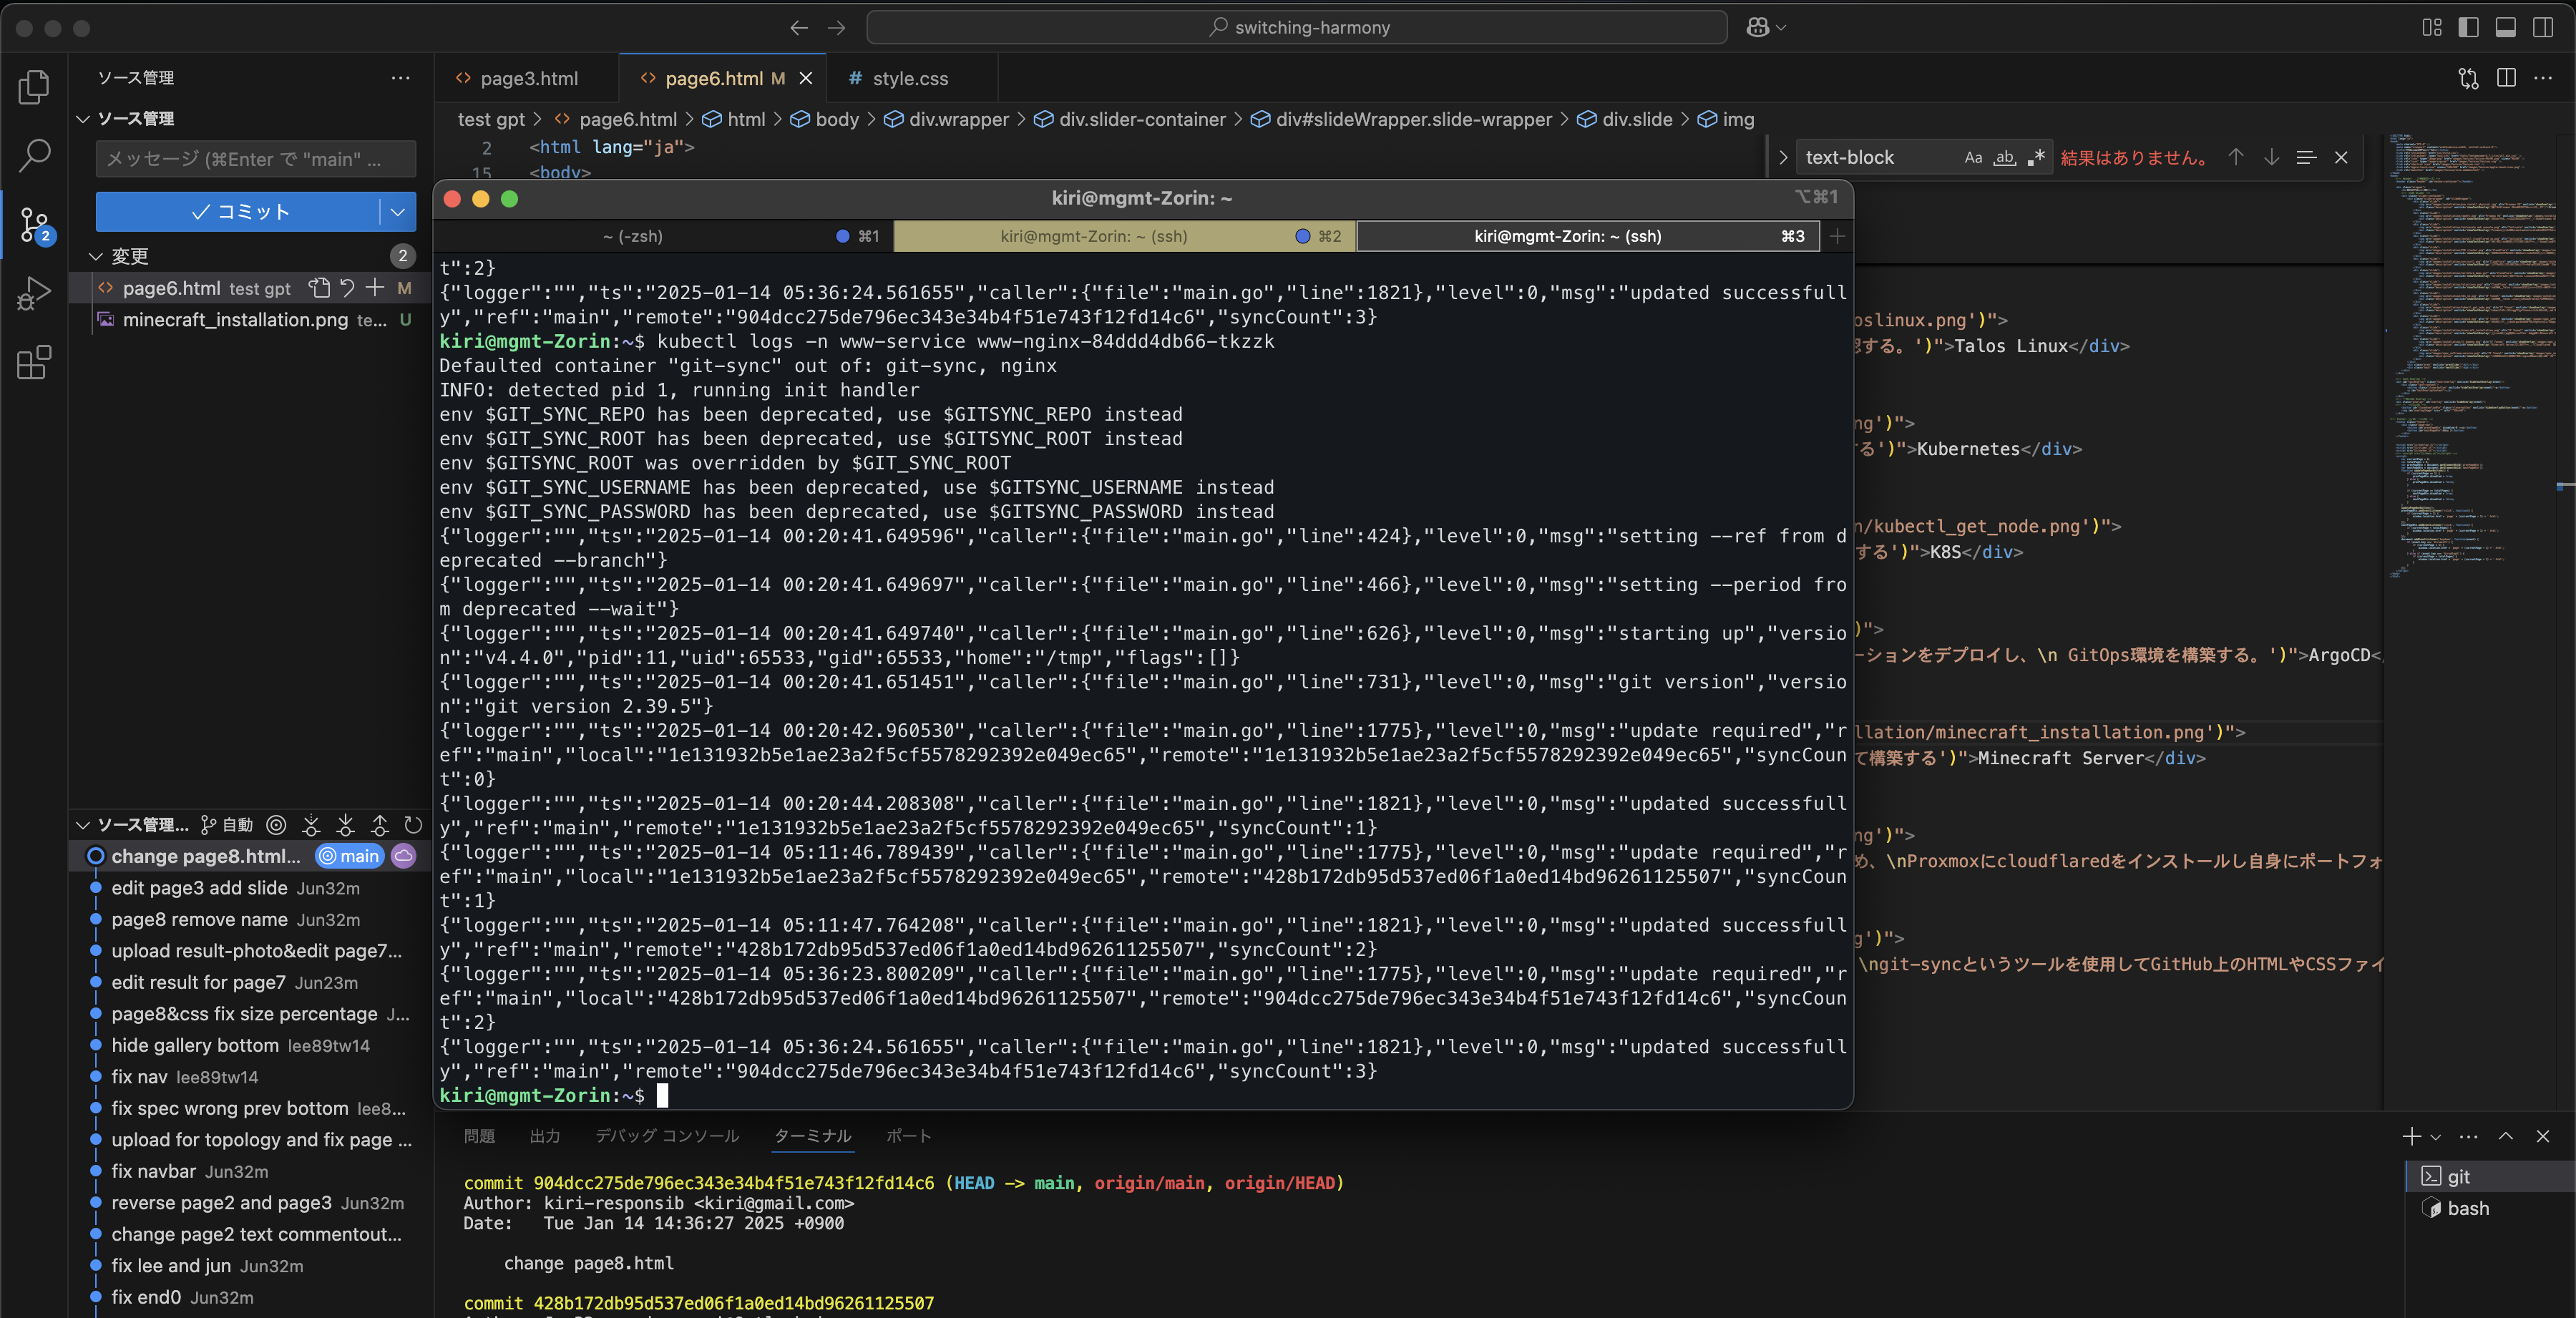 switching-harmony
ソース管理
ソース管理
メッセージ (⌘Enter で "main" ...
コミット
2
変更
2
page6.html test gpt M
minecraft_installation.png te... U
ソース管理... 自動
change page8.html... main
edit page3 add slide Jun32m
page8 remove name Jun32m
upload result-photo&edit page7...
edit result for page7 Jun23m
page8&css fix size percentage J...
hide gallery bottom lee89tw14
fix nav lee89tw14
fix spec wrong prev bottom lee8...
upload for topology and fix page ...
fix navbar Jun32m
reverse page2 and page3 Jun32m
change page2 text commentout...
fix lee and jun Jun32m
fix end0 Jun32m
page3.html
page6.html M
# style.css
test gpt > page6.html > html > body > div.wrapper > div.slider-container > div#slideWrapper.slide-wrapper > div.slide > img
2 <html lang="ja">
15 <body>
text-block Aa ab 結果はありません。
kiri@mgmt-Zorin: ~
⌥⌘1
~ (-zsh) ⌘1
kiri@mgmt-Zorin: ~ (ssh) ⌘2
kiri@mgmt-Zorin: ~ (ssh) ⌘3
t":2}
{"logger":"","ts":"2025-01-14 05:36:24.561655","caller":{"file":"main.go","line":1821},"level":0,"msg":"updated successfull
y","ref":"main","remote":"904dcc275de796ec343e34b4f51e743f12fd14c6","syncCount":3}
kiri@mgmt-Zorin:~$ kubectl logs -n www-service www-nginx-84ddd4db66-tkzzk
Defaulted container "git-sync" out of: git-sync, nginx
INFO: detected pid 1, running init handler
env $GIT_SYNC_REPO has been deprecated, use $GITSYNC_REPO instead
env $GIT_SYNC_ROOT has been deprecated, use $GITSYNC_ROOT instead
env $GITSYNC_ROOT was overridden by $GIT_SYNC_ROOT
env $GIT_SYNC_USERNAME has been deprecated, use $GITSYNC_USERNAME instead
env $GIT_SYNC_PASSWORD has been deprecated, use $GITSYNC_PASSWORD instead
{"logger":"","ts":"2025-01-14 00:20:41.649596","caller":{"file":"main.go","line":424},"level":0,"msg":"setting --ref from d
eprecated --branch"}
{"logger":"","ts":"2025-01-14 00:20:41.649697","caller":{"file":"main.go","line":466},"level":0,"msg":"setting --period fro
m deprecated --wait"}
{"logger":"","ts":"2025-01-14 00:20:41.649740","caller":{"file":"main.go","line":626},"level":0,"msg":"starting up","versio
n":"v4.4.0","pid":11,"uid":65533,"gid":65533,"home":"/tmp","flags":[]}
{"logger":"","ts":"2025-01-14 00:20:41.651451","caller":{"file":"main.go","line":731},"level":0,"msg":"git version","versio
n":"git version 2.39.5"}
{"logger":"","ts":"2025-01-14 00:20:42.960530","caller":{"file":"main.go","line":1775},"level":0,"msg":"update required","r
ef":"main","local":"1e131932b5e1ae23a2f5cf5578292392e049ec65","remote":"1e131932b5e1ae23a2f5cf5578292392e049ec65","syncCoun
t":0}
{"logger":"","ts":"2025-01-14 00:20:44.208308","caller":{"file":"main.go","line":1821},"level":0,"msg":"updated successfull
y","ref":"main","remote":"1e131932b5e1ae23a2f5cf5578292392e049ec65","syncCount":1}
{"logger":"","ts":"2025-01-14 05:11:46.789439","caller":{"file":"main.go","line":1775},"level":0,"msg":"update required","r
ef":"main","local":"1e131932b5e1ae23a2f5cf5578292392e049ec65","remote":"428b172db95d537ed06f1a0ed14bd96261125507","syncCoun
t":1}
{"logger":"","ts":"2025-01-14 05:11:47.764208","caller":{"file":"main.go","line":1821},"level":0,"msg":"updated successfull
y","ref":"main","remote":"428b172db95d537ed06f1a0ed14bd96261125507","syncCount":2}
{"logger":"","ts":"2025-01-14 05:36:23.800209","caller":{"file":"main.go","line":1775},"level":0,"msg":"update required","r
ef":"main","local":"428b172db95d537ed06f1a0ed14bd96261125507","remote":"904dcc275de796ec343e34b4f51e743f12fd14c6","syncCoun
t":2}
{"logger":"","ts":"2025-01-14 05:36:24.561655","caller":{"file":"main.go","line":1821},"level":0,"msg":"updated successfull
y","ref":"main","remote":"904dcc275de796ec343e34b4f51e743f12fd14c6","syncCount":3}
kiri@mgmt-Zorin:~$
oslinux.png')">
認する。')">Talos Linux</div>
ng')">
る')">Kubernetes</div>
n/kubectl_get_node.png')">
する')">K8S</div>
)">
ーションをデプロイし、\n GitOps環境を構築する。')">ArgoCD</
llation/minecraft_installation.png')">
て構築する')">Minecraft Server</div>
ng')">
め、\nProxmoxにcloudflaredをインストールし自身にポートフォ
g')">
\ngit-syncというツールを使用してGitHub上のHTMLやCSSファイ
問題 出力 デバッグ コンソール ターミナル ポート
commit 904dcc275de796ec343e34b4f51e743f12fd14c6 (HEAD -> main, origin/main, origin/HEAD)
Author: kiri-responsib <kiri@gmail.com>
Date: Tue Jan 14 14:36:27 2025 +0900
change page8.html
commit 428b172db95d537ed06f1a0ed14bd96261125507
git
bash